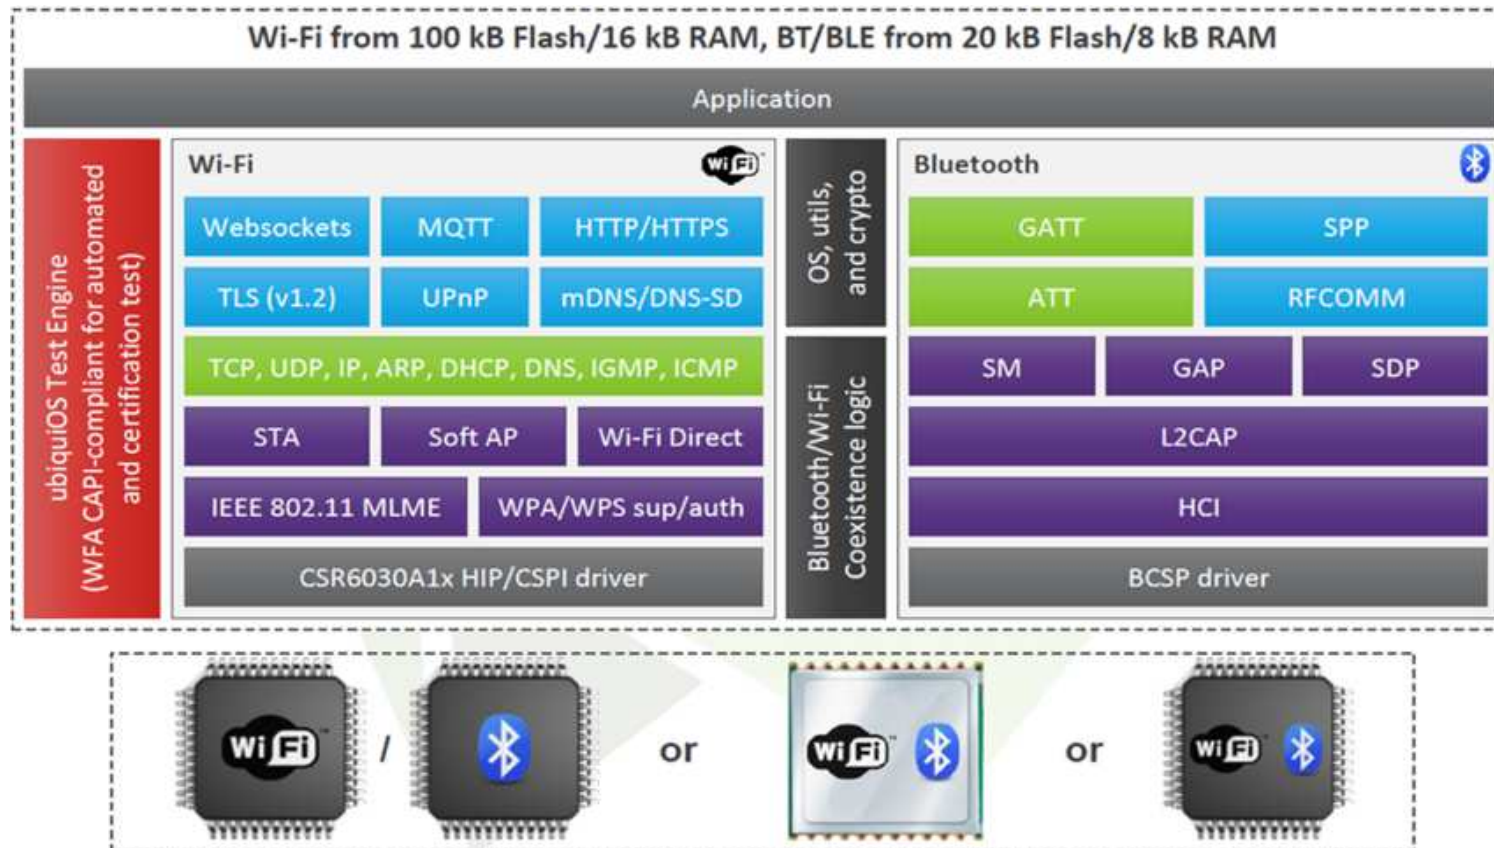 Wi-Fi from 100 kB Flash/16 kB RAM, BT/BLE from 20 kB Flash/8 kB RAM
Application
ubiquiOS Test Engine
(WFA CAPI-compliant for automated
and certification test)
Wi-Fi
Wi Fi
Websockets
MQTT
HTTP/HTTPS
TLS (v1.2)
UPnP
mDNS/DNS-SD
TCP, UDP, IP, ARP, DHCP, DNS, IGMP, ICMP
STA
Soft AP
Wi-Fi Direct
IEEE 802.11 MLME
WPA/WPS sup/auth
CSR6030A1x HIP/CSPI driver
OS, utils,
and crypto
Bluetooth/Wi-Fi
Coexistence logic
Bluetooth
GATT
SPP
ATT
RFCOMM
SM
GAP
SDP
L2CAP
HCI
BCSP driver
Wi Fi
/
or
Wi Fi
or
Wi Fi